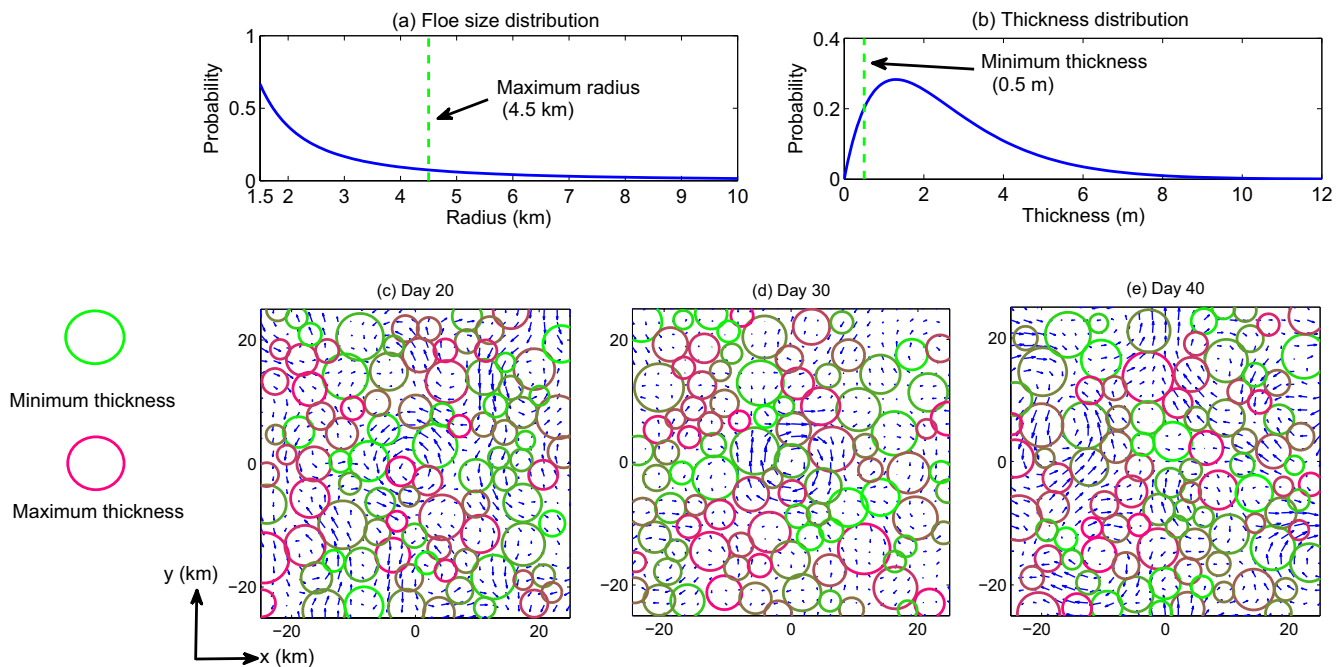 (a) Floe size distribution
(b) Thickness distribution
1
0.5
0
Probability
Maximum radius
(4.5 km)
1.5 2 3 4 5 6 7 8 9 10
Radius (km)
0.4
0.2
0
Probability
Minimum thickness
(0.5 m)
0 2 4 6 8 10 12
Thickness (m)
Minimum thickness
Maximum thickness
y (km)
x (km)
(c) Day 20
20
0
−20
−20 0 20
(d) Day 30
20
0
−20
−20 0 20
(e) Day 40
20
0
−20
−20 0 20